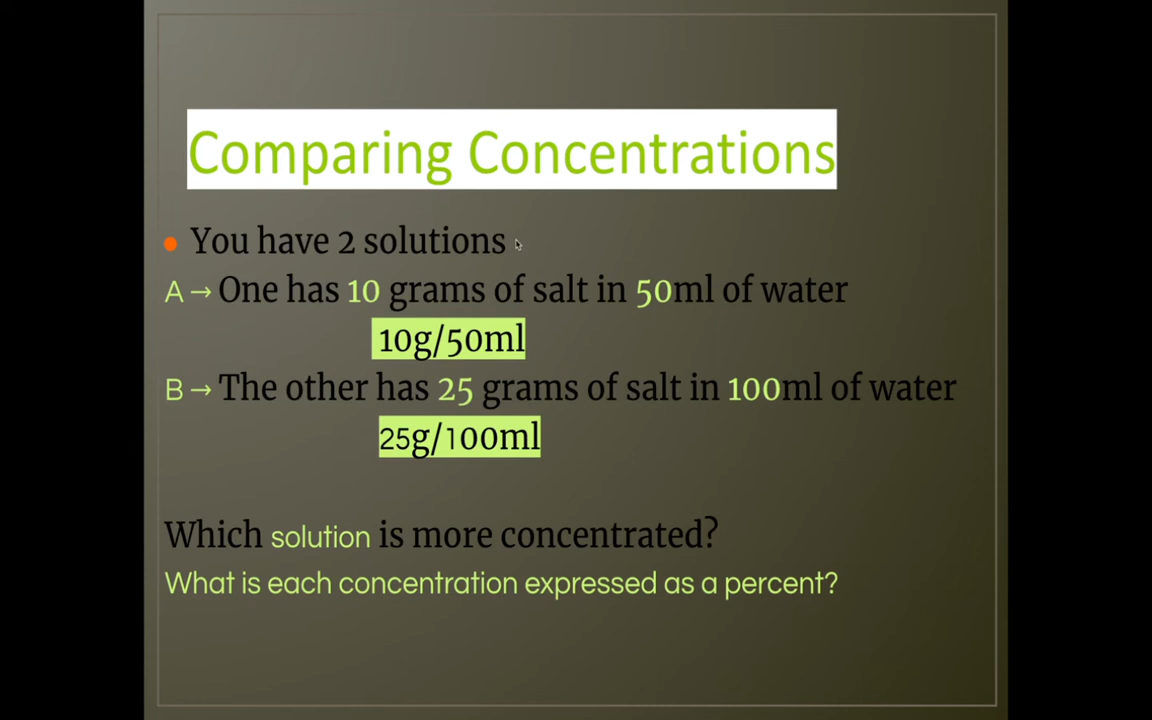 Comparing Concentrations
• You have 2 solutions
A → One has 10 grams of salt in 50ml of water
10g/50ml
B → The other has 25 grams of salt in 100ml of water
25g/100ml
Which solution is more concentrated?
What is each concentration expressed as a percent?